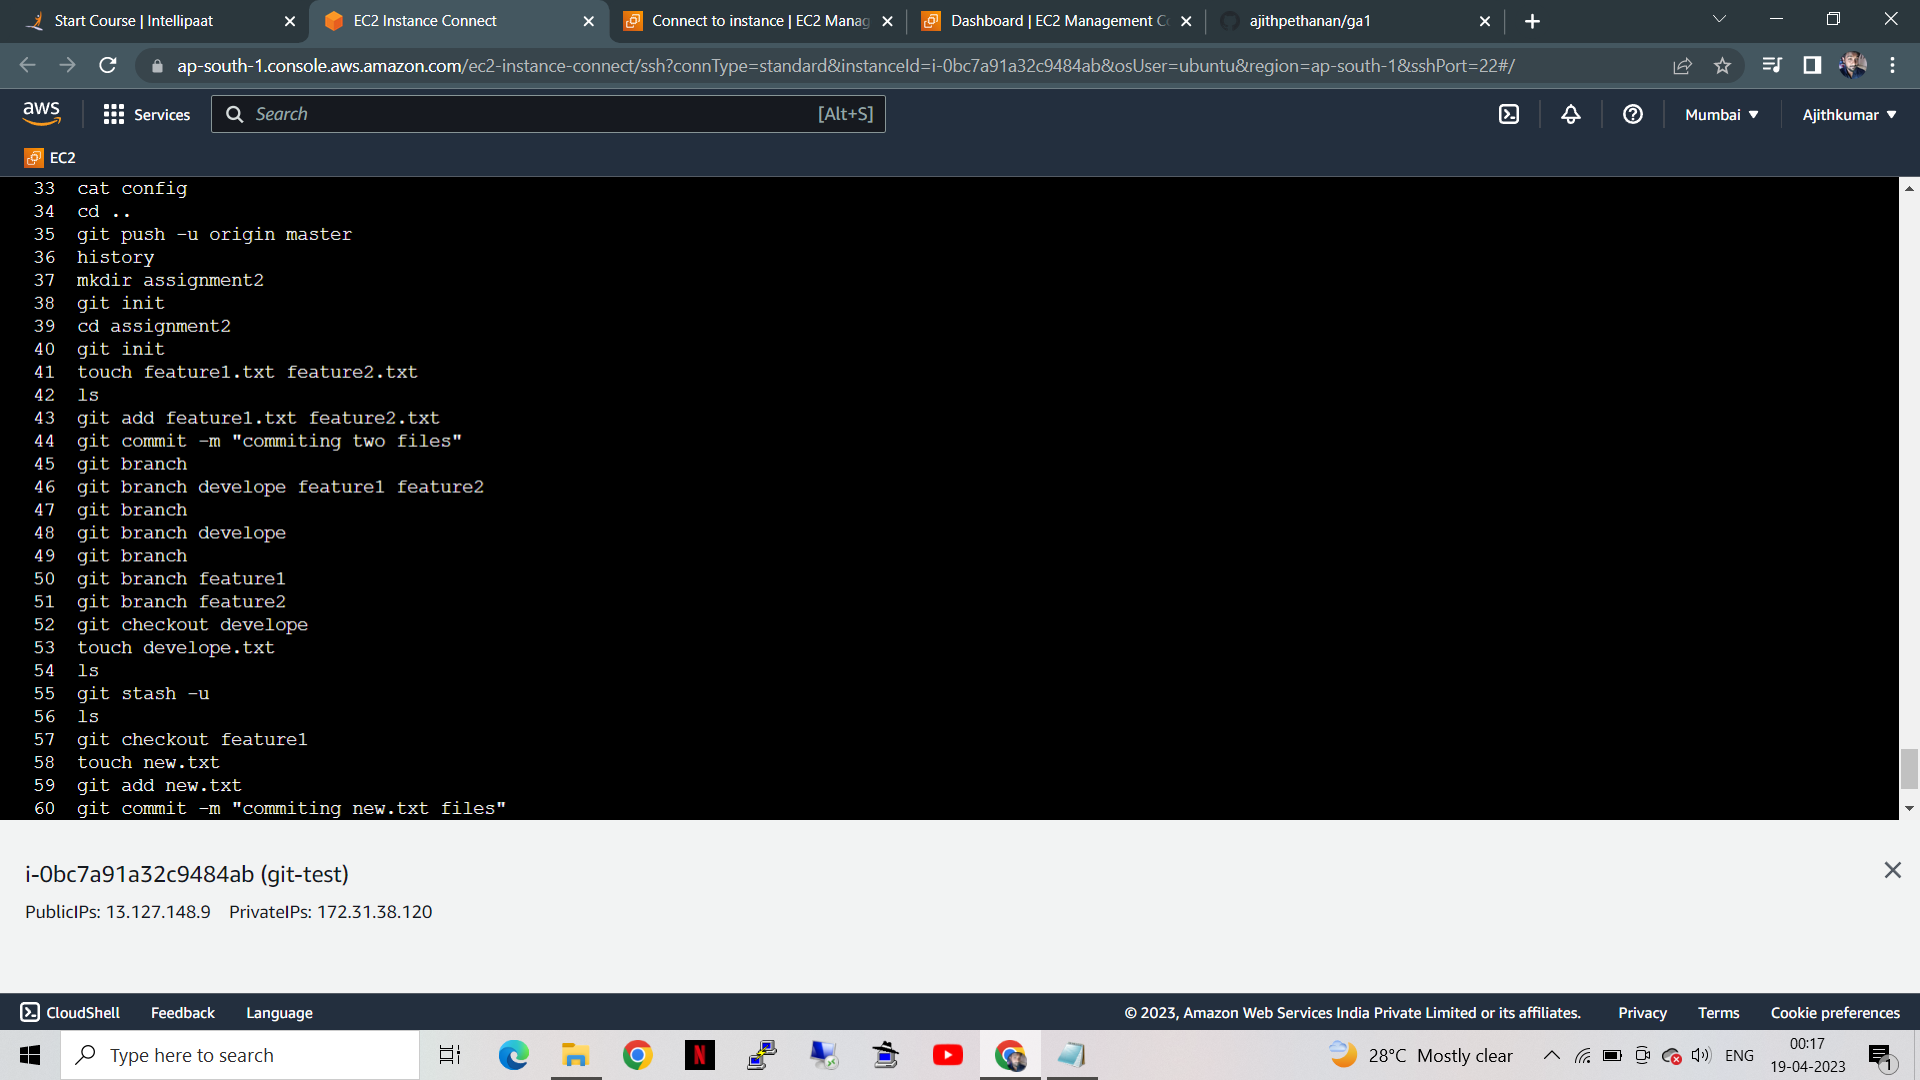 Start Course | Intellipaat
EC2 Instance Connect
Connect to instance | EC2 Manag
Dashboard | EC2 Management Co
ajithpethanan/ga1
ap-south-1.console.aws.amazon.com/ec2-instance-connect/ssh?connType=standard&instanceId=i-0bc7a91a32c9484ab&osUser=ubuntu&region=ap-south-1&sshPort=22#/
aws
Services
Search
[Alt+S]
Mumbai
Ajithkumar
EC2
33 cat config
34 cd ..
35 git push -u origin master
36 history
37 mkdir assignment2
38 git init
39 cd assignment2
40 git init
41 touch feature1.txt feature2.txt
42 ls
43 git add feature1.txt feature2.txt
44 git commit -m "commiting two files"
45 git branch
46 git branch develope feature1 feature2
47 git branch
48 git branch develope
49 git branch
50 git branch feature1
51 git branch feature2
52 git checkout develope
53 touch develope.txt
54 ls
55 git stash -u
56 ls
57 git checkout feature1
58 touch new.txt
59 git add new.txt
60 git commit -m "commiting new.txt files"
i-0bc7a91a32c9484ab (git-test)
PublicIPs: 13.127.148.9 PrivateIPs: 172.31.38.120
CloudShell Feedback Language
© 2023, Amazon Web Services India Private Limited or its affiliates. Privacy Terms Cookie preferences
Type here to search
N
28°C Mostly clear
ENG
00:17
19-04-2023
1